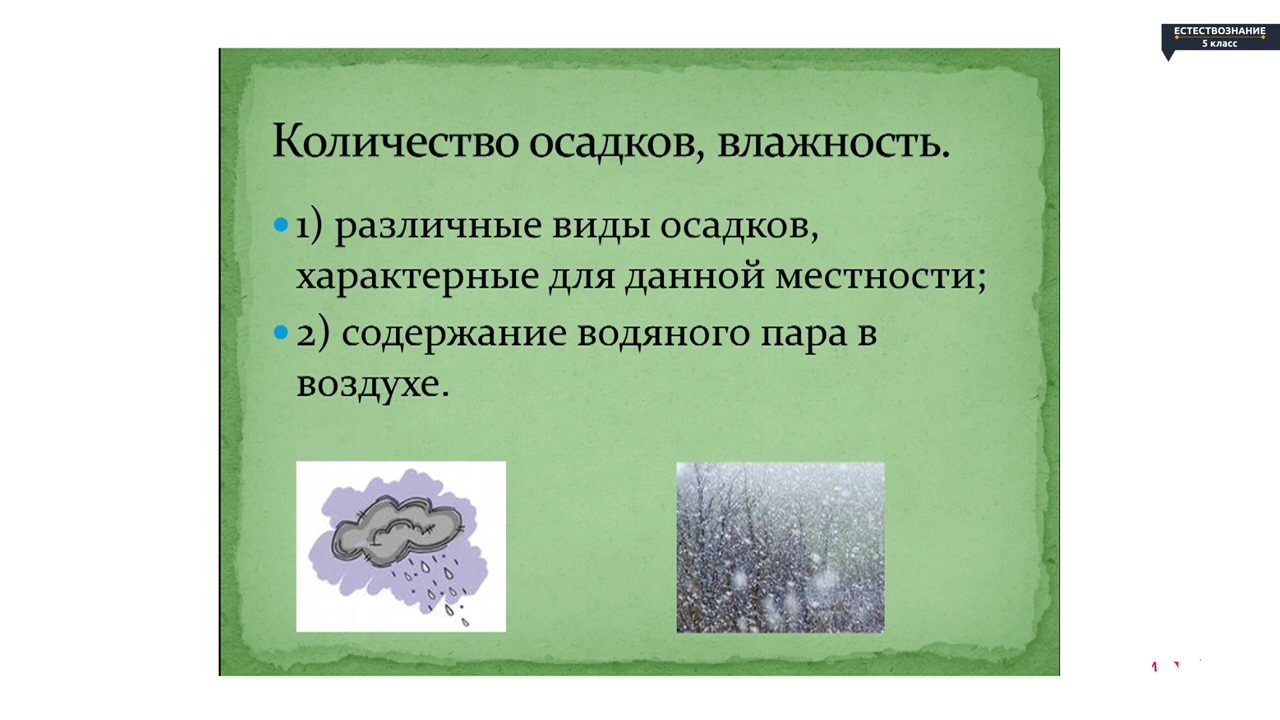 ЕСТЕСТВОЗНАНИЕ
5 класс
Количество осадков, влажность.
1) различные виды осадков,
характерные для данной местности;
2) содержание водяного пара в
воздухе.